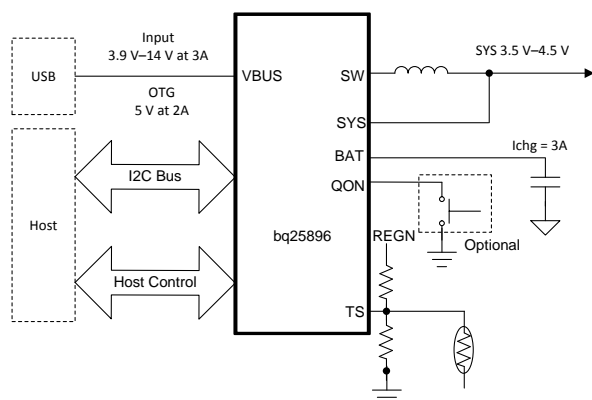 Input
3.9 V–14 V at 3A
SYS 3.5 V–4.5 V
USB
VBUS
SW
OTG
5 V at 2A
SYS
BAT
Ichg = 3A
I2C Bus
QON
Host
bq25896
REGN
Optional
Host Control
TS